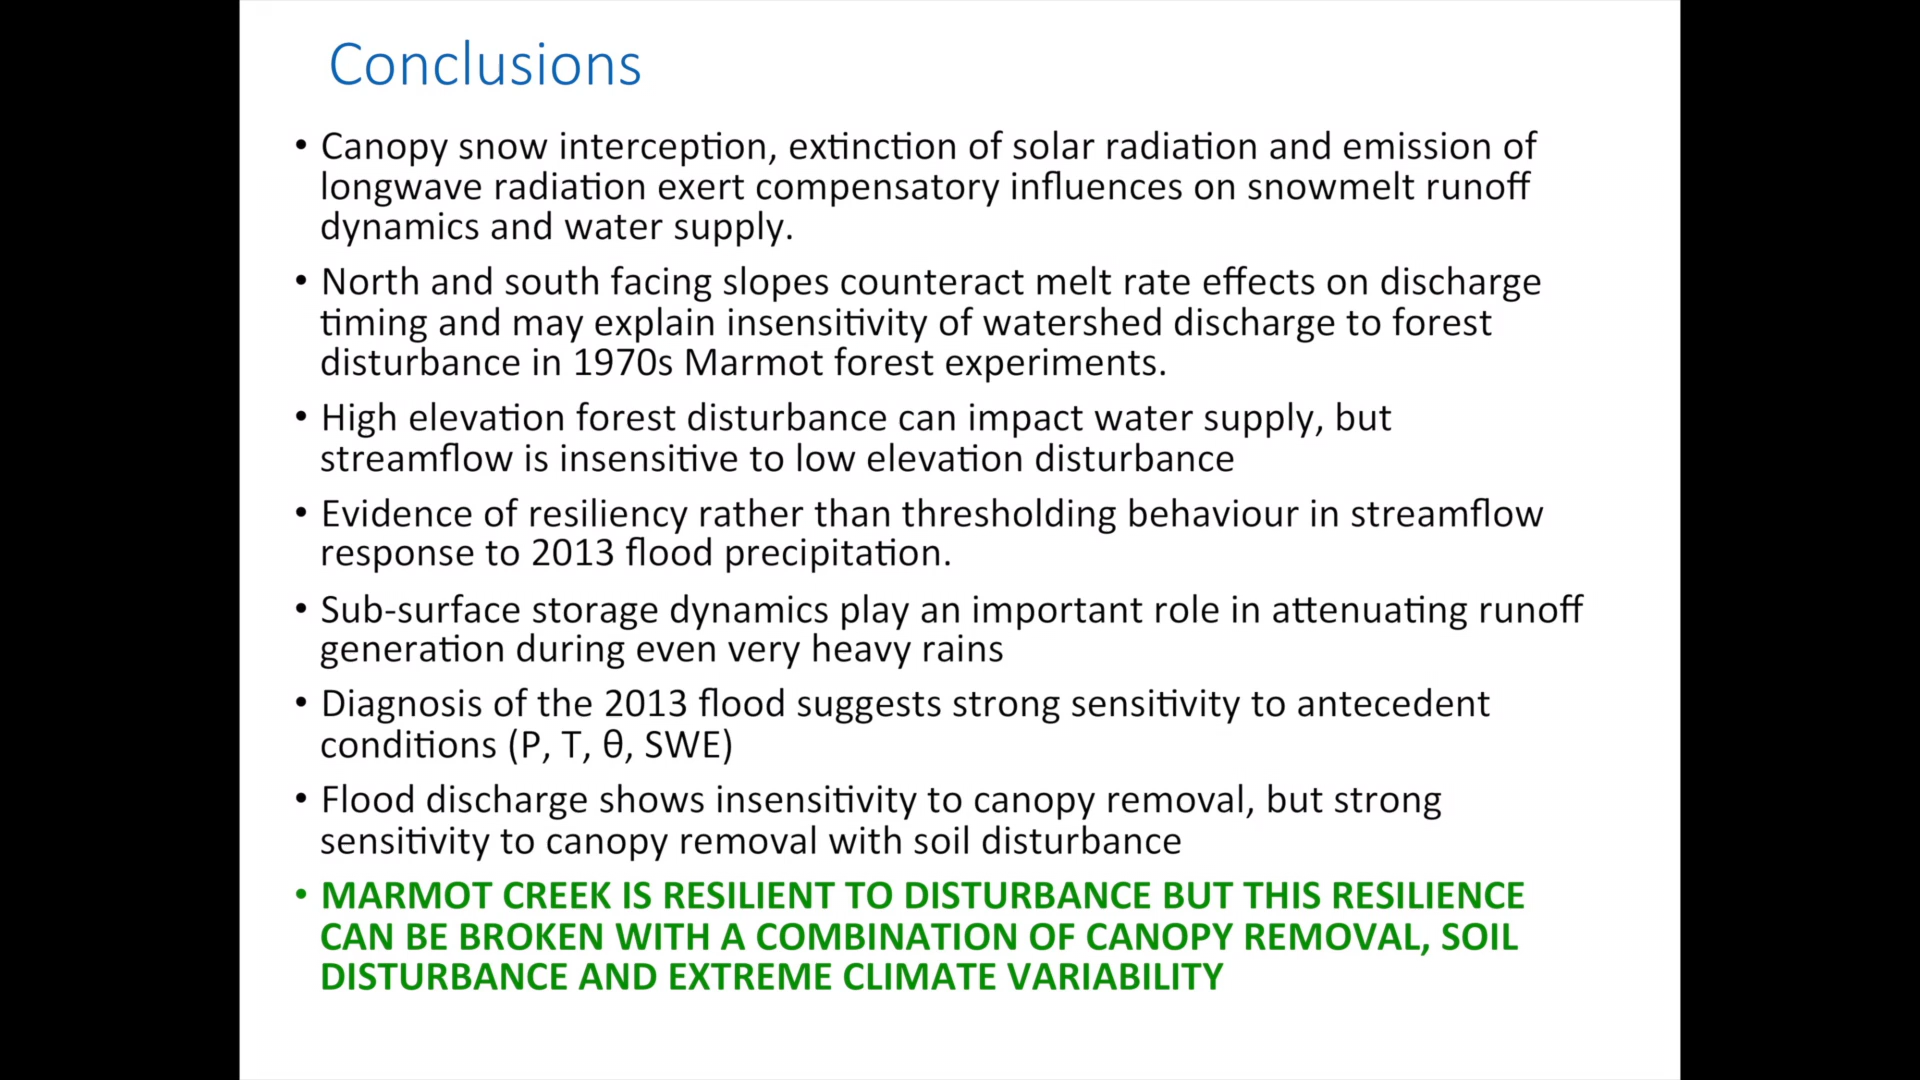 Conclusions
• Canopy snow interception, extinction of solar radiation and emission of
longwave radiation exert compensatory influences on snowmelt runoff
dynamics and water supply.
• North and south facing slopes counteract melt rate effects on discharge
timing and may explain insensitivity of watershed discharge to forest
disturbance in 1970s Marmot forest experiments.
• High elevation forest disturbance can impact water supply, but
streamflow is insensitive to low elevation disturbance
• Evidence of resiliency rather than thresholding behaviour in streamflow
response to 2013 flood precipitation.
• Sub-surface storage dynamics play an important role in attenuating runoff
generation during even very heavy rains
• Diagnosis of the 2013 flood suggests strong sensitivity to antecedent
conditions (P, T, θ, SWE)
• Flood discharge shows insensitivity to canopy removal, but strong
sensitivity to canopy removal with soil disturbance
• MARMOT CREEK IS RESILIENT TO DISTURBANCE BUT THIS RESILIENCE
CAN BE BROKEN WITH A COMBINATION OF CANOPY REMOVAL, SOIL
DISTURBANCE AND EXTREME CLIMATE VARIABILITY